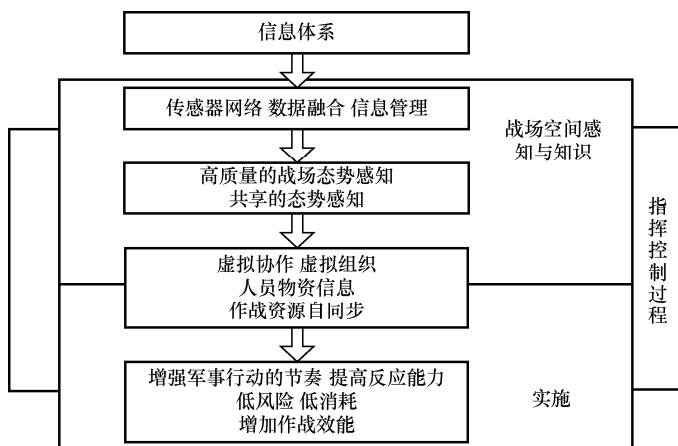 信息体系
传感器网络 数据融合 信息管理
战场空间感
知与知识
高质量的战场态势感知
共享的态势感知
指挥控制过程
虚拟协作 虚拟组织
人员物资信息
作战资源自同步
增强军事行动的节奏 提高反应能力
低风险 低消耗
增加作战效能
实施